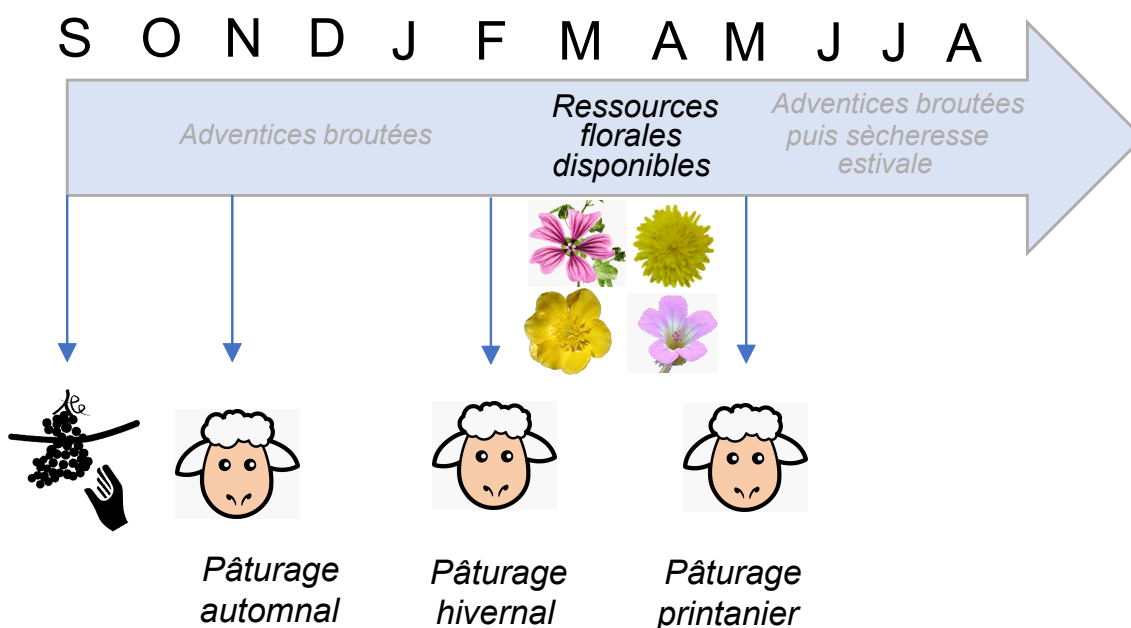 S O N D J F M A M J J A
Adventices broutées
Ressources
florales
disponibles
Adventices broutées
puis sècheresse
estivale
Pâturage
automnal
Pâturage
hivernal
Pâturage
printanier